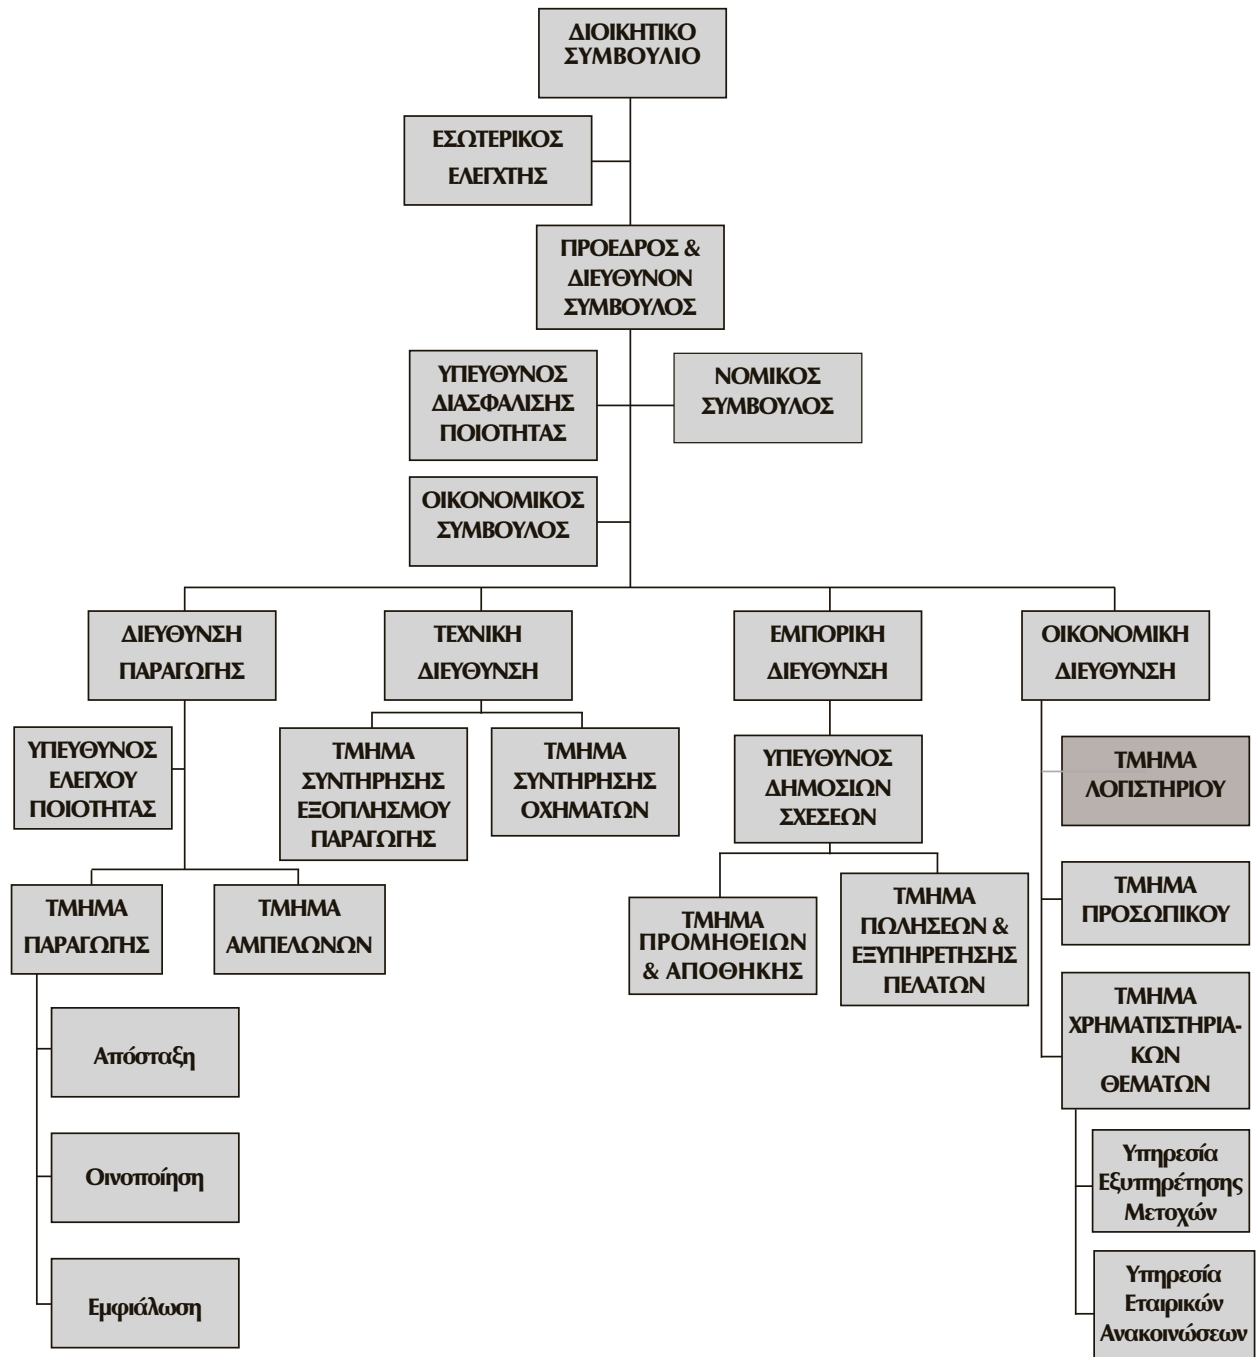 ΔΙΟΙΚΗΤΙΚΟ
ΣΥΜΒΟΥΛΙΟ
ΕΣΩΤΕΡΙΚΟΣ
ΕΛΕΓΧΤΗΣ
ΠΡΟΕΔΡΟΣ &
ΔΙΕΥΘΥΝΟΝ
ΣΥΜΒΟΥΛΟΣ
ΥΠΕΥΘΥΝΟΣ
ΔΙΑΣΦΑΛΙΣΗΣ
ΠΟΙΟΤΗΤΑΣ
ΝΟΜΙΚΟΣ
ΣΥΜΒΟΥΛΟΣ
ΟΙΚΟΝΟΜΙΚΟΣ
ΣΥΜΒΟΥΛΟΣ
ΔΙΕΥΘΥΝΣΗ
ΠΑΡΑΓΩΓΗΣ
ΤΕΧΝΙΚΗ
ΔΙΕΥΘΥΝΣΗ
ΕΜΠΟΡΙΚΗ
ΔΙΕΥΘΥΝΣΗ
ΟΙΚΟΝΟΜΙΚΗ
ΔΙΕΥΘΥΝΣΗ
ΥΠΕΥΘΥΝΟΣ
ΕΛΕΓΧΟΥ
ΠΟΙΟΤΗΤΑΣ
ΤΜΗΜΑ
ΣΥΝΤΗΡΗΣΗΣ
ΕΞΟΠΛΗΣΜΟΥ
ΠΑΡΑΓΩΓΗΣ
ΤΜΗΜΑ
ΣΥΝΤΗΡΗΣΗΣ
ΟΧΗΜΑΤΩΝ
ΥΠΕΥΘΥΝΟΣ
ΔΗΜΟΣΙΩΝ
ΣΧΕΣΕΩΝ
ΤΜΗΜΑ
ΛΟΓΙΣΤΗΡΙΟΥ
ΤΜΗΜΑ
ΠΑΡΑΓΩΓΗΣ
ΤΜΗΜΑ
ΑΜΠΕΛΩΝΩΝ
ΤΜΗΜΑ
ΠΡΟΜΗΘΕΙΩΝ
& ΑΠΟΘΗΚΗΣ
ΤΜΗΜΑ
ΠΩΛΗΣΕΩΝ &
ΕΞΥΠΗΡΕΤΗΣΗΣ
ΠΕΛΑΤΩΝ
ΤΜΗΜΑ
ΠΡΟΣΩΠΙΚΟΥ
ΤΜΗΜΑ
ΧΡΗΜΑΤΙΣΤΗΡΙΑ-
ΚΩΝ
ΘΕΜΑΤΩΝ
Απόσταξη
Οινοποίηση
Εμφιάλωση
Υπηρεσία
Εξυπηρέτησης
Μετοχών
Υπηρεσία
Εταιρικών
Ανακοινώσεων